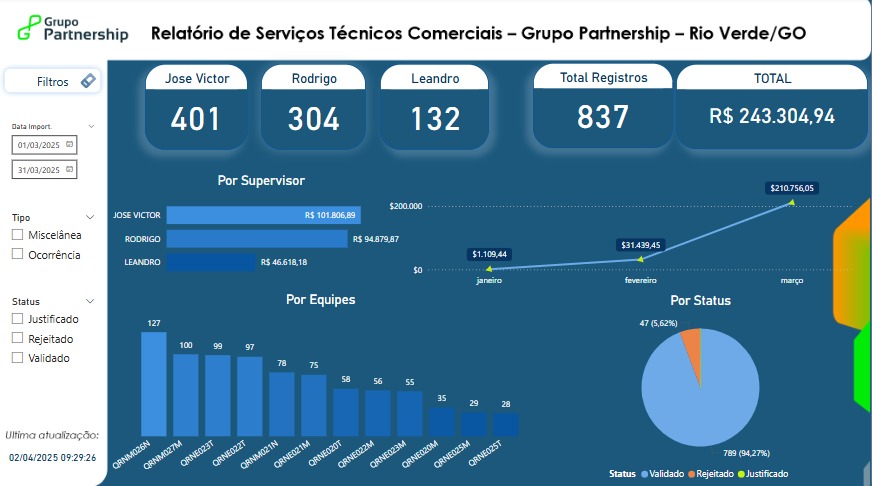 Grupo
Partnership
Relatório de Serviços Técnicos Comerciais – Grupo Partnership – Rio Verde/GO
Filtros
Data Import.
01/03/2025
31/03/2025
Tipo
Miscelânea
Ocorrência
Status
Justificado
Rejeitado
Validado
Ultima atualização:
02/04/2025 09:29:26
Jose Victor
401
Rodrigo
304
Leandro
132
Total Registros
837
TOTAL
R$ 243.304,94
Por Supervisor
JOSE VICTOR R$ 101.806,89
RODRIGO R$ 94.879,87
LEANDRO R$ 46.618,18
$200.000
$0
$1.109,44
$31.439,45
$210.756,05
janeiro fevereiro março
Por Equipes
127 100 99 97 78 75 58 56 55 35 29 28
QRNM026N QRNM027M QRNE023T QRNE022T QRNM021N QRNE021M QRNE020T QRNE022M QRNE023M QRNE020M QRNE025M QRNE025T
Por Status
47 (5,62%)
789 (94,27%)
Status Validado Rejeitado Justificado